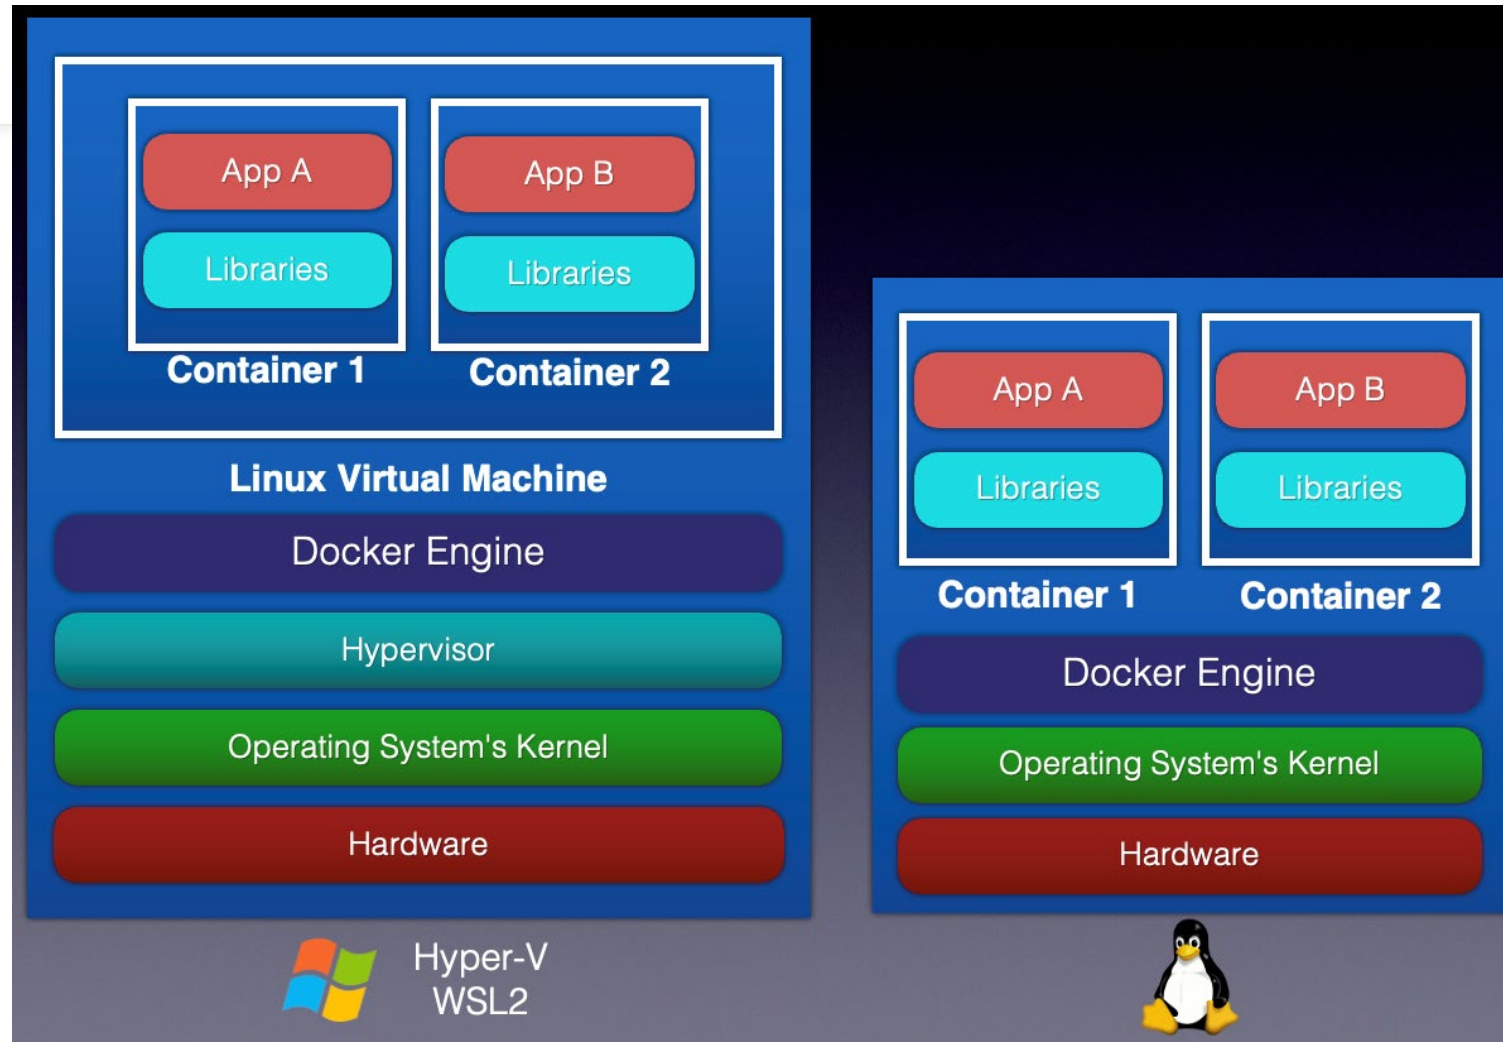 App A
Libraries
Container 1
App B
Libraries
Container 2
Linux Virtual Machine
Docker Engine
Hypervisor
Operating System's Kernel
Hardware
Hyper-V
WSL2
App A
Libraries
Container 1
App B
Libraries
Container 2
Docker Engine
Operating System's Kernel
Hardware